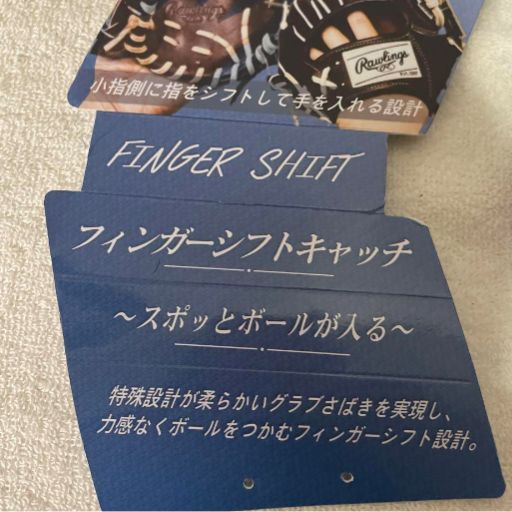 Rawlings
Rawlings
小指側に指をシフトして手を入れる設計
FINGER SHIFT
フィンガーシフトキャッチ
〜スポッとボールが入る〜
特殊設計が柔らかいグラブさばきを実現し、
力感なくボールをつかむフィンガーシフト設計。